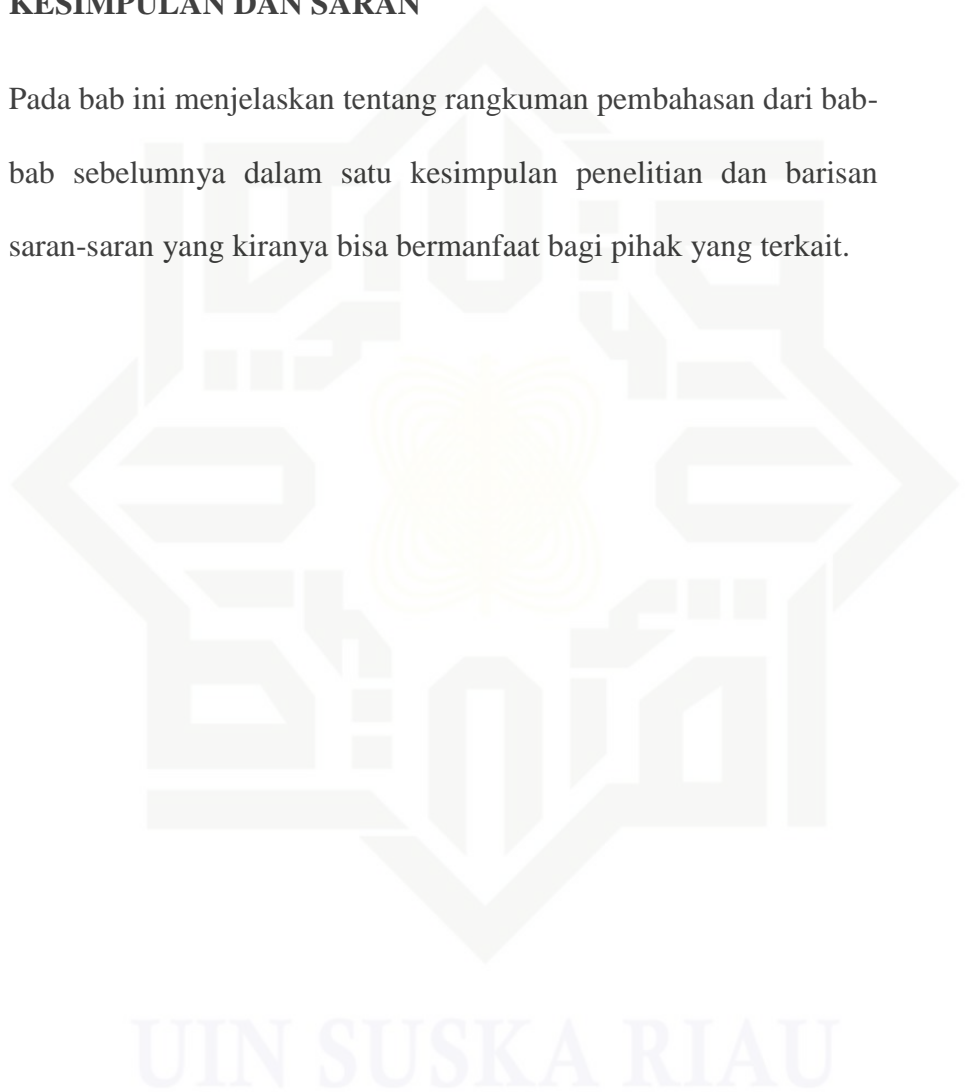 KESIMPULAN DAN SARAN
Pada bab ini menjelaskan tentang rangkuman pembahasan dari bab-
bab sebelumnya dalam satu kesimpulan penelitian dan barisan
saran-saran yang kiranya bisa bermanfaat bagi pihak yang terkait.
UIN SUSKA RIAU